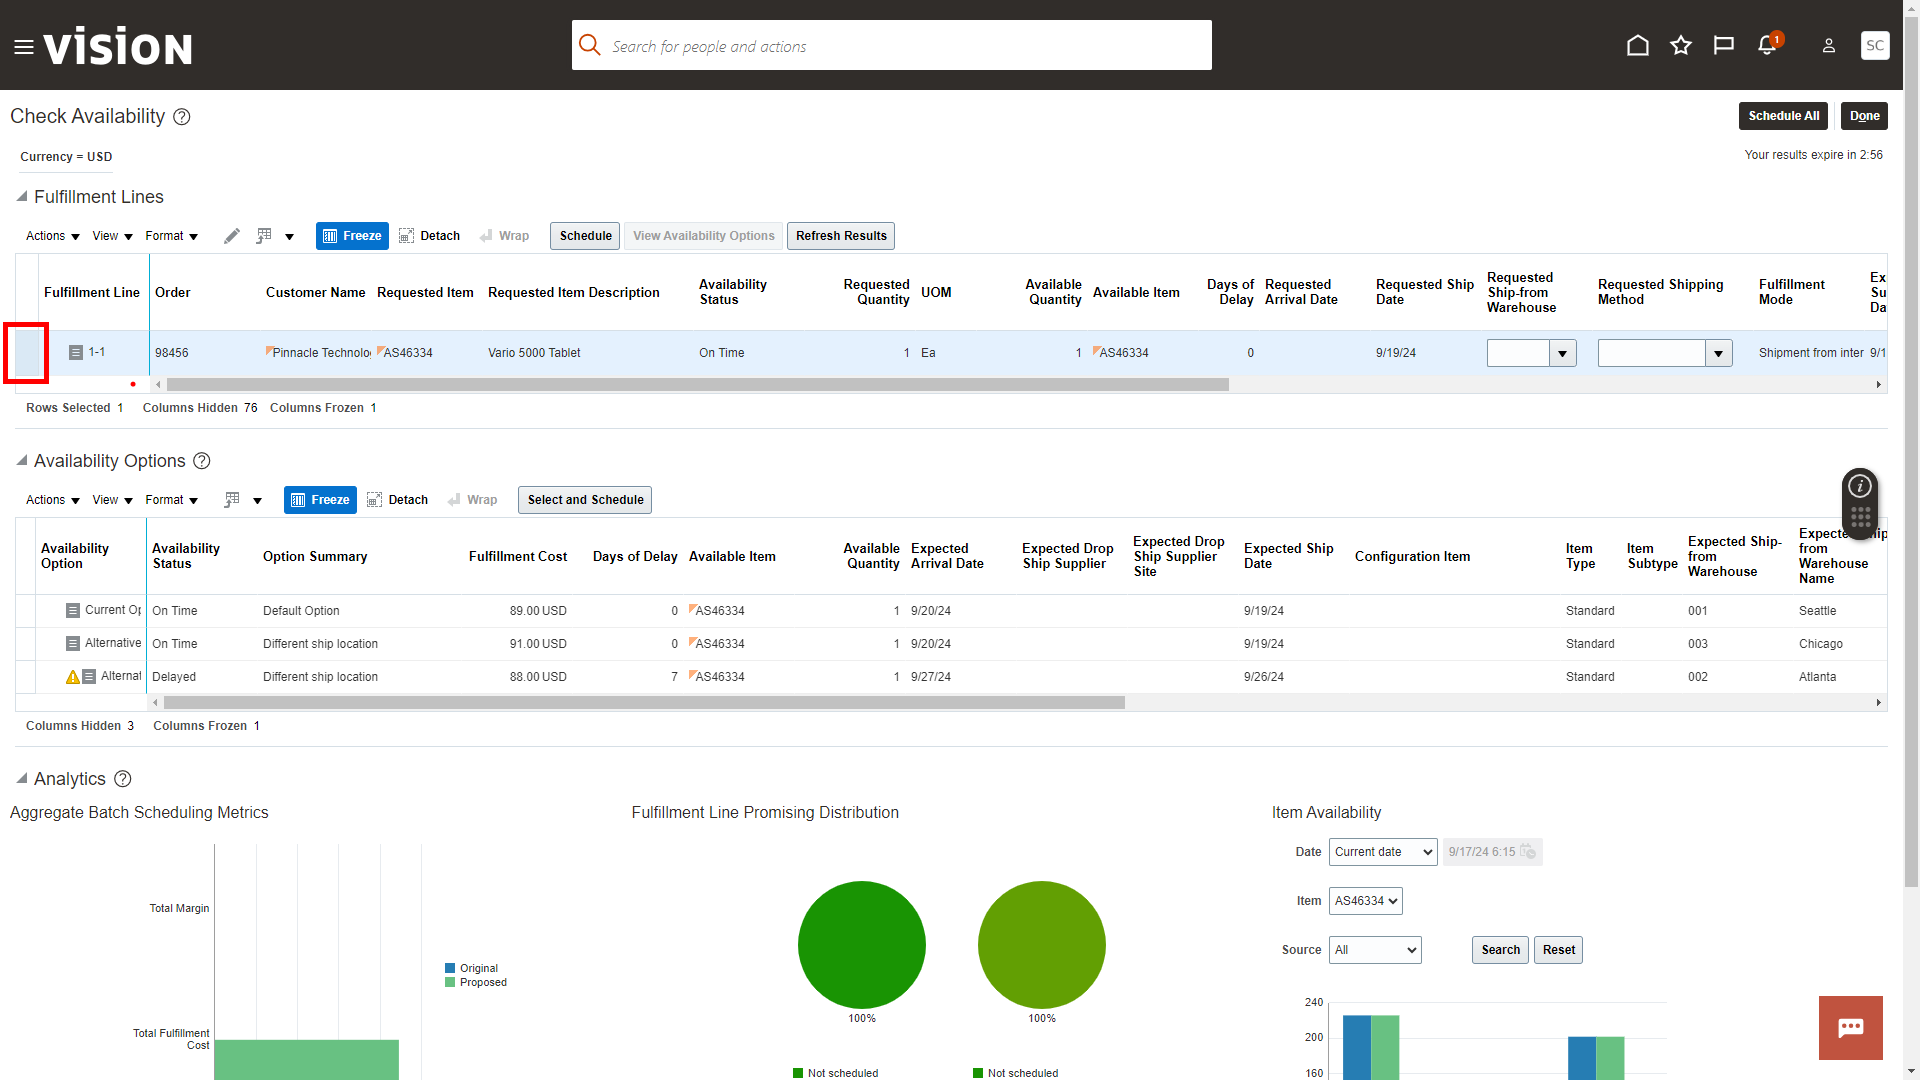 VISION
Search for people and actions
1
SC
Check Availability
Schedule All
Done
Currency = USD
Your results expire in 2:56
Fulfillment Lines
Actions View Format Freeze Detach Wrap Schedule View Availability Options Refresh Results
Fulfillment Line Order Customer Name Requested Item Requested Item Description Availability Status Requested Quantity UOM Available Quantity Available Item Days of Delay Requested Arrival Date Requested Ship Date Requested Ship-from Warehouse Requested Shipping Method Fulfillment Mode Ex Su Da
1-1 98456 Pinnacle Technolo AS46334 Vario 5000 Tablet On Time 1 Ea 1 AS46334 0 9/19/24 Shipment from inter 9/1
Rows Selected 1 Columns Hidden 76 Columns Frozen 1
Availability Options
Actions View Format Freeze Detach Wrap Select and Schedule
Availability Option Availability Status Option Summary Fulfillment Cost Days of Delay Available Item Available Quantity Expected Arrival Date Expected Drop Ship Supplier Expected Drop Ship Supplier Site Expected Ship Date Configuration Item Item Type Item Subtype Expected Ship-from Warehouse Expected hip from Warehouse Name
Current Op On Time Default Option 89.00 USD 0 AS46334 1 9/20/24 9/19/24 Standard 001 Seattle
Alternative On Time Different ship location 91.00 USD 0 AS46334 1 9/20/24 9/19/24 Standard 003 Chicago
Alternat Delayed Different ship location 88.00 USD 7 AS46334 1 9/27/24 9/26/24 Standard 002 Atlanta
Columns Hidden 3 Columns Frozen 1
Analytics
Aggregate Batch Scheduling Metrics
Total Margin
Total Fulfillment Cost
Original
Proposed
Fulfillment Line Promising Distribution
100% 100%
Not scheduled Not scheduled
Item Availability
Date Current date 9/17/24 6:15
Item AS46334
Source All Search Reset
240
200
160